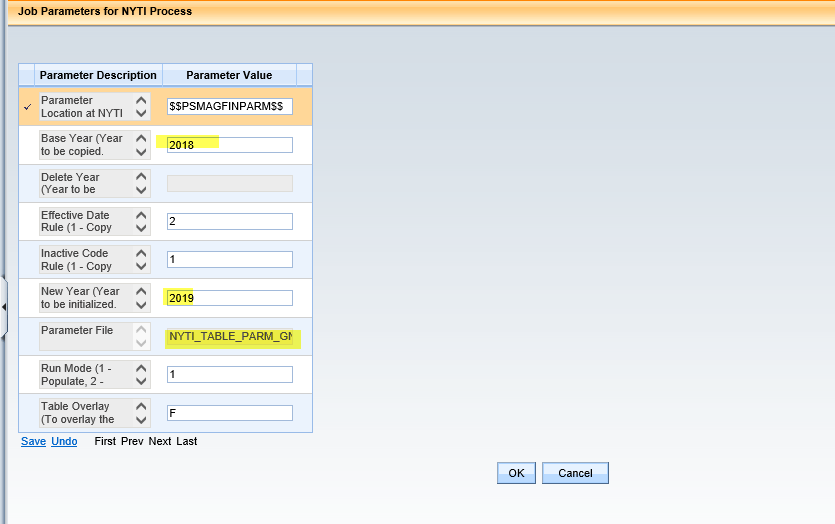 Job Parameters for NYTI Process
Parameter Description Parameter Value
Parameter
Location at NYTI
$$PSMAGFINPARM$$
Base Year (Year
to be copied.
2018
Delete Year
(Year to be
Effective Date
Rule (1 - Copy
2
Inactive Code
Rule (1 - Copy
1
New Year (Year
to be initialized.
2019
Parameter File
NYTI_TABLE_PARM_GN
Run Mode (1 -
Populate, 2 -
1
Table Overlay
(To overlay the
F
Save Undo First Prev Next Last
OK Cancel